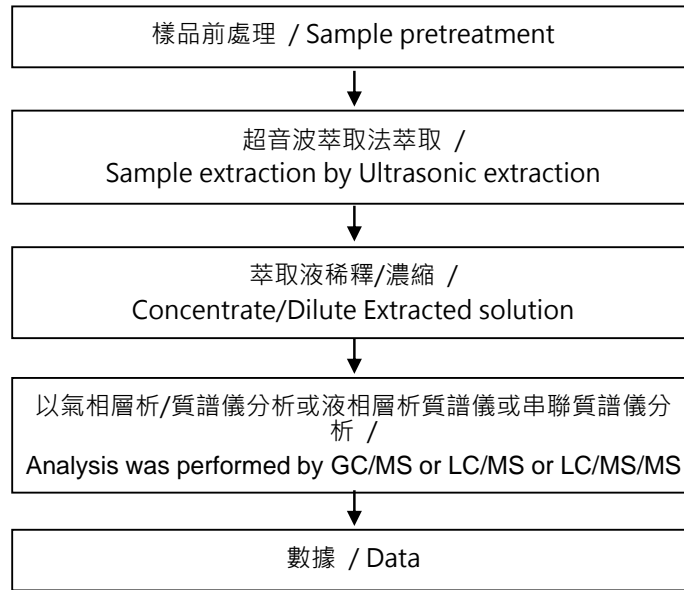 樣品前處理 / Sample pretreatment
超音波萃取法萃取 /
Sample extraction by Ultrasonic extraction
萃取液稀釋/濃縮 /
Concentrate/Dilute Extracted solution
以氣相層析/質譜儀分析或液相層析質譜儀或串聯質譜儀分
析 /
Analysis was performed by GC/MS or LC/MS or LC/MS/MS
數據 / Data